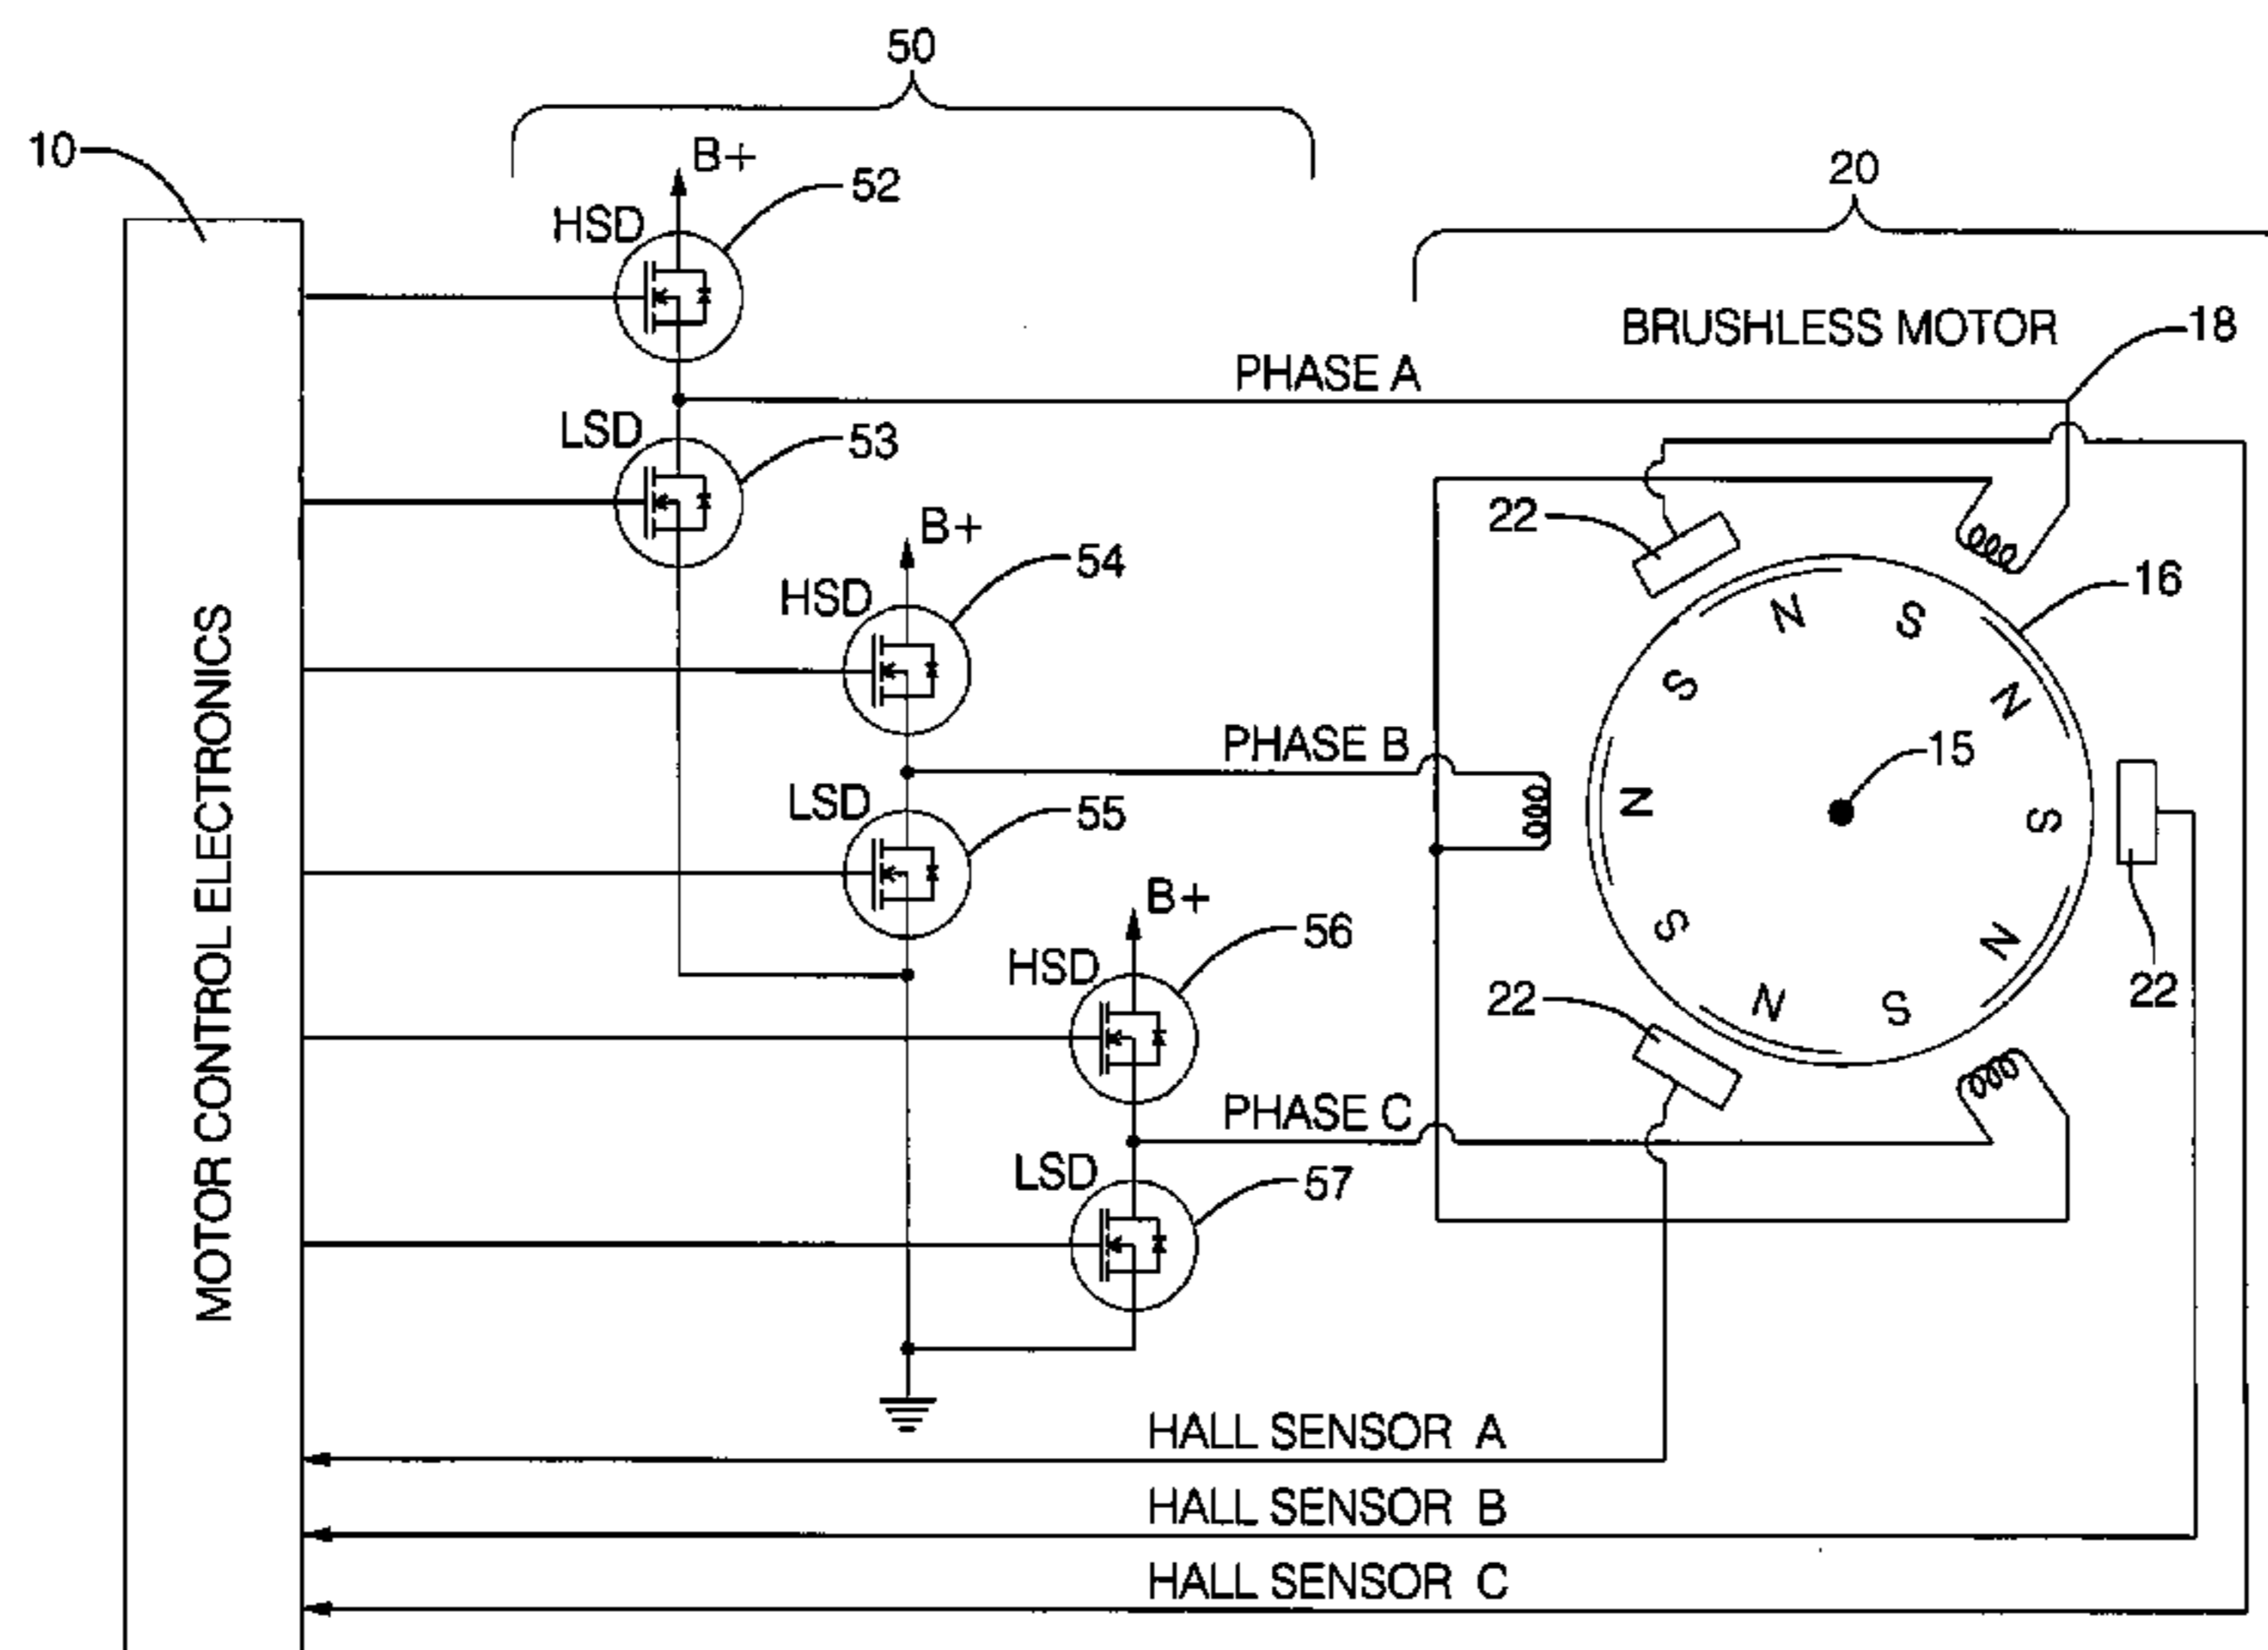 50
10
B+
52
20
HSD
BRUSHLESS MOTOR
18
PHASE A
LSD
53
B+
22
54
16
HSD
N
S
S
N
MOTOR CONTROL ELECTRONICS
PHASE B
15
LSD
55
N
S
B+
56
S
N
HSD
22
22
N
S
PHASE C
LSD
57
HALL SENSOR A
HALL SENSOR B
HALL SENSOR C